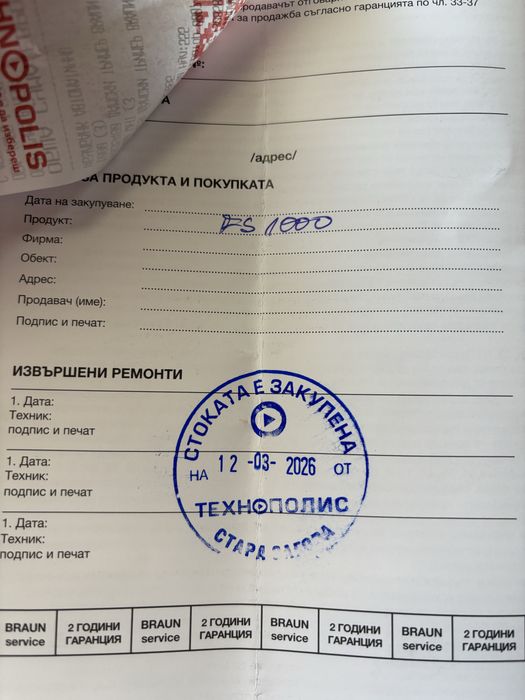 за продажба съгласно гаранцията по чл. 33-37
NOPOLIS
/адрес/
ЗА ПРОДУКТА И ПОКУПКАТА
Дата на закупуване:
Продукт: FS 1000
Фирма:
Обект:
Адрес:
Продавач (име):
Подпис и печат:
ИЗВЪРШЕНИ РЕМОНТИ
1. Дата:
Техник:
подпис и печат
1. Дата:
Техник:
подпис и печат
1. Дата:
Техник:
подпис и печат
СТОКАТА Е ЗАКУПЕНА
НА 12 -03- 2026 ОТ
ТЕХНОПОЛИС
СТАРА ЗАГОРА
BRAUN service 2 ГОДИНИ ГАРАНЦИЯ BRAUN service 2 ГОДИНИ ГАРАНЦИЯ BRAUN service 2 ГОДИНИ ГАРАНЦИЯ BRAUN service 2 ГОДИНИ ГАРАНЦИЯ